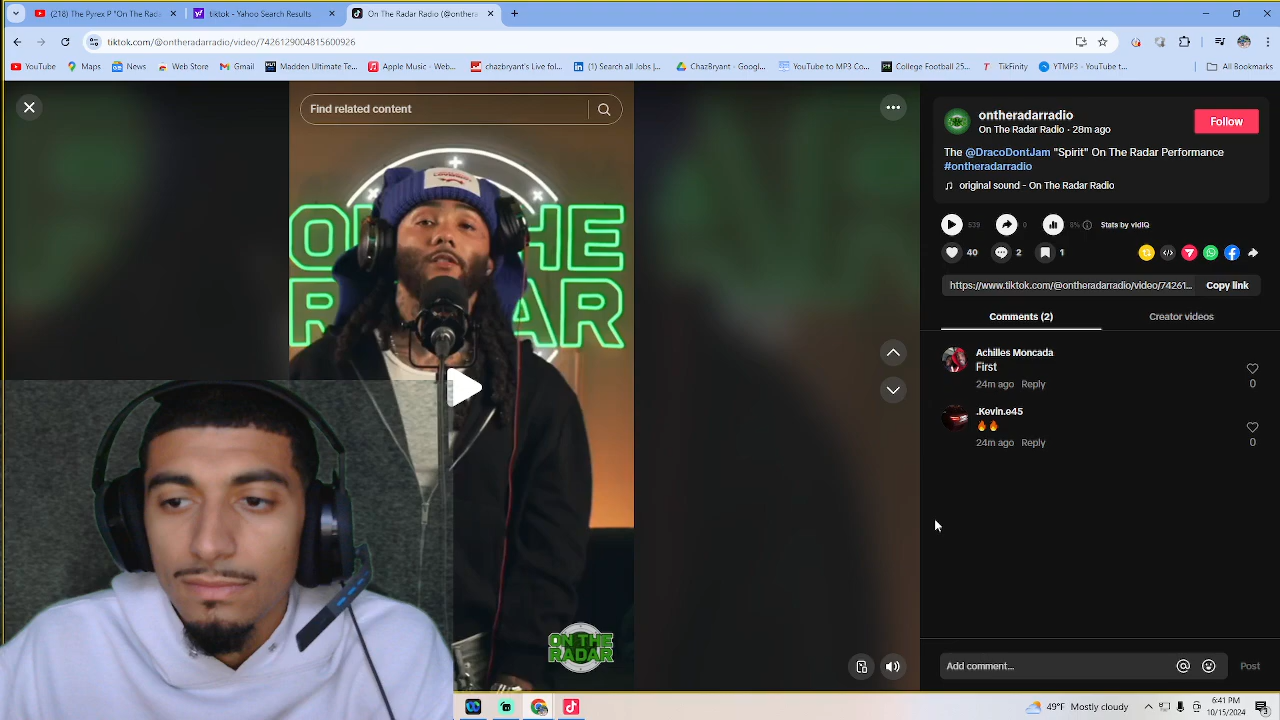 (218) The Pyrex P "On The Rada
tiktok - Yahoo Search Results
On The Radar Radio (@onthera
tiktok.com/@ontheradarradio/video/7426129004815600926
YouTube
Maps
News
Web Store
Gmail
Madden Ultimate Te...
Apple Music - Web...
chazbryant's Live fol...
(1) Search all Jobs |...
ChazBryant - Googl...
YouTube to MP3 Co...
College Football 25...
TinkFifa
YTMP3 - YouTube t...
All Bookmarks
Find related content
ON THE
RADAR
ON THE
RADAR
ontheradarradio
On The Radar Radio · 28m ago
Follow
The @DracoDontJam "Spirit" On The Radar Performance
#ontheradarradio
original sound - On The Radar Radio
539
0
8%
Stats by vidIQ
40
2
1
https://www.tiktok.com/@ontheradarradio/video/74261...
Copy link
Comments (2)
Creator videos
Achilles Moncada
First
24m ago Reply
0
.Kevin.e45
🔥🔥
24m ago Reply
0
Add comment...
Post
49°F Mostly cloudy
6:41 PM
10/15/2024